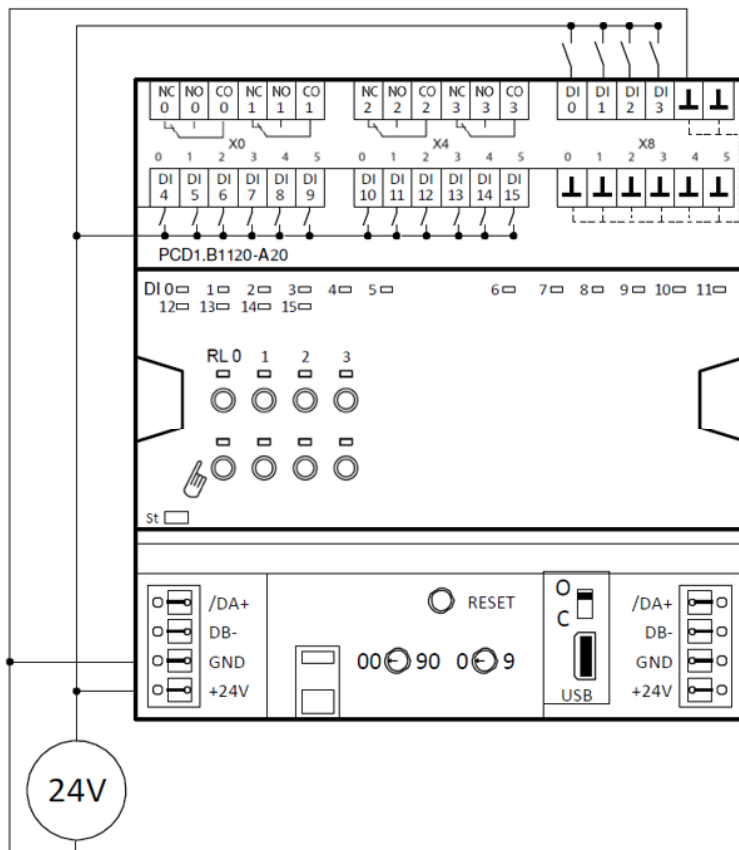 NC NO CO NC NO CO NC NO CO NC NO CO DI DI DI DI
0 0 0 1 1 1 2 2 2 3 3 3 0 1 2 3
X0 X4 X8
0 1 2 3 4 5 0 1 2 3 4 5 0 1 2 3 4 5
DI DI DI DI DI DI DI DI DI DI DI DI
4 5 6 7 8 9 10 11 12 13 14 15
PCD1.B1120-A20
DI 0 1 2 3 4 5 6 7 8 9 10 11
12 13 14 15
RL 0 1 2 3
St
/DA+ RESET O /DA+
DB- C DB-
GND 00 90 0 9 GND
+24V USB +24V
24V